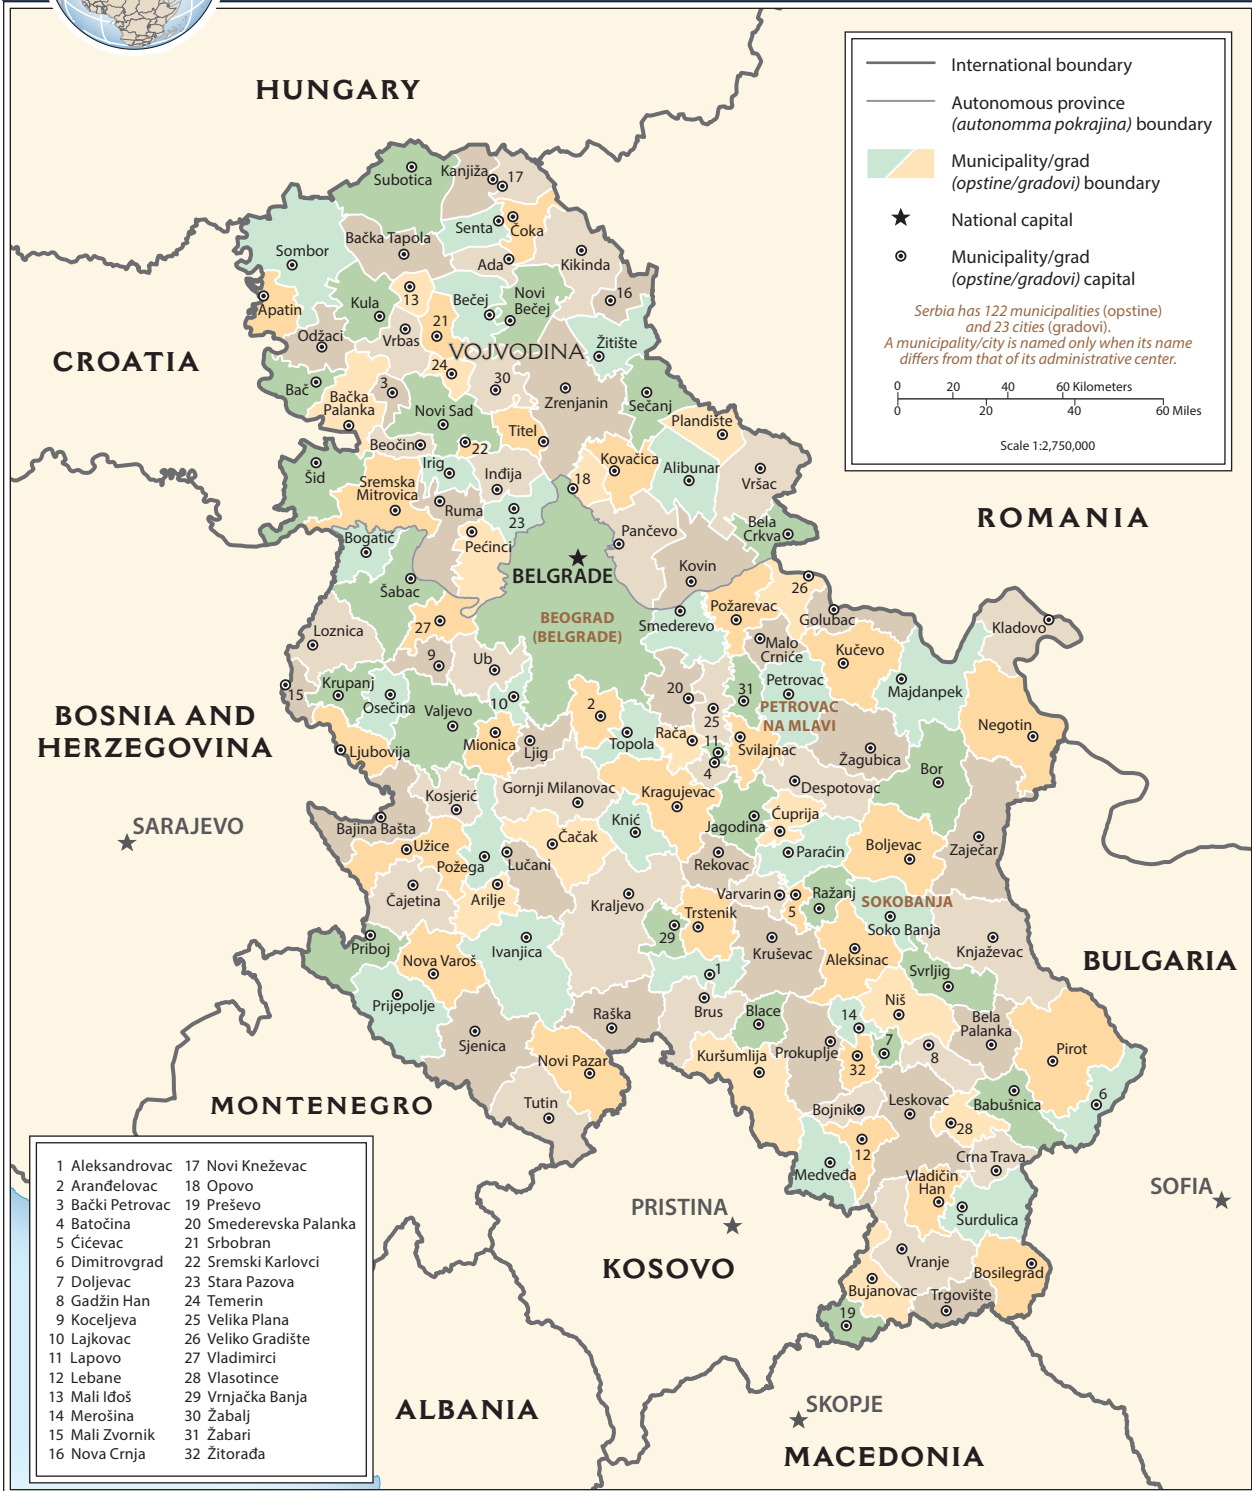 HUNGARY
CROATIA
BOSNIA AND
HERZEGOVINA
MONTENEGRO
ALBANIA
KOSOVO
MACEDONIA
BULGARIA
ROMANIA
SARAJEVO
PRISTINA
SKOPJE
SOFIA
International boundary
Autonomous province
(autonomma pokrajina) boundary
Municipality/grad
(opstine/gradovi) boundary
National capital
Municipality/grad
(opstine/gradovi) capital
Serbia has 122 municipalities (opstine)
and 23 cities (gradovi).
A municipality/city is named only when its name
differs from that of its administrative center.
0 20 40 60 Kilometers
0 20 40 60 Miles
Scale 1:2,750,000
Subotica
Kanjiža
17
Senta
Čoka
Sombor
Bačka Tapola
Ada
Kikinda
Apatin
Kula
13
Bečej
Novi
Bečej
16
Odžaci
Vrbas
21
VOJVODINA
Žitište
24
Bač
Bačka
Palanka
3
30
Zrenjanin
Sečanj
Novi Sad
Plandište
Beočin
22
Titel
Šid
Irig
Inđija
18
Kovačica
Alibunar
Vršac
Sremska
Mitrovica
Ruma
23
Pančevo
Bela
Crkva
Bogatić
Pećinci
BELGRADE
Kovin
Šabac
26
BEOGRAD
(BELGRADE)
Smederevo
Požarevac
Golubac
Kladovo
27
Loznica
Malo
Crniće
Kučevo
9
Ub
15
Krupanj
Osečina
10
20
31
Petrovac
Majdanpek
Valjevo
2
25
PETROVAC
NA MLAVI
Negotin
Ljubovija
Mionica
Ljig
Topola
Rača
11
Svilajnac
Žagubica
4
Bor
Kosjerić
Gornji Milanovac
Kragujevac
Despotovac
Bajina Bašta
Knić
Jagodina
Ćuprija
Užice
Čačak
Požega
Lučani
Rekovac
Paraćin
Boljevac
Zaječar
Čajetina
Arilje
Kraljevo
Varvarin
5
Ražanj
SOKOBANJA
Trstenik
Soko Banja
29
Priboj
Nova Varoš
Ivanjica
Kruševac
Aleksinac
Knjaževac
1
Svrljig
Prijepolje
Brus
Blace
Niš
Raška
14
Bela
Palanka
Sjenica
Novi Pazar
Kuršumlija
Prokuplje
7
8
Pirot
32
Tutin
Bojnik
Leskovac
Babušnica
6
28
12
Medveđa
Crna Trava
Vladičin
Han
Surdulica
Vranje
Bosilegrad
Bujanovac
Trgovište
19
1 Aleksandrovac
2 Aranđelovac
3 Bački Petrovac
4 Batočina
5 Ćićevac
6 Dimitrovgrad
7 Doljevac
8 Gadžin Han
9 Koceljeva
10 Lajkovac
11 Lapovo
12 Lebane
13 Mali Iđoš
14 Merošina
15 Mali Zvornik
16 Nova Crnja
17 Novi Kneževac
18 Opovo
19 Preševo
20 Smederevska Palanka
21 Srbobran
22 Sremski Karlovci
23 Stara Pazova
24 Temerin
25 Velika Plana
26 Veliko Gradište
27 Vladimirci
28 Vlasotince
29 Vrnjačka Banja
30 Žabalj
31 Žabari
32 Žitorađa